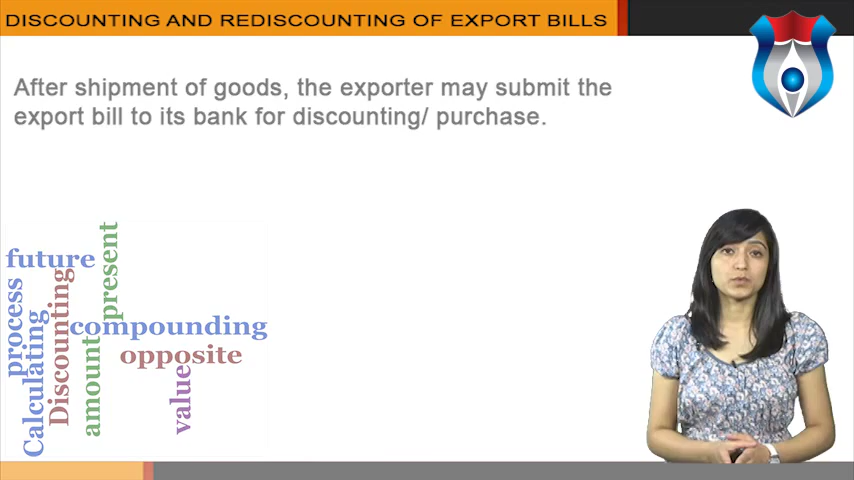 DISCOUNTING AND REDISCOUNTING OF EXPORT BILLS
After shipment of goods, the exporter may submit the
export bill to its bank for discounting/ purchase.
future
present
process
Calculating
Discounting
compounding
opposite
amount
value